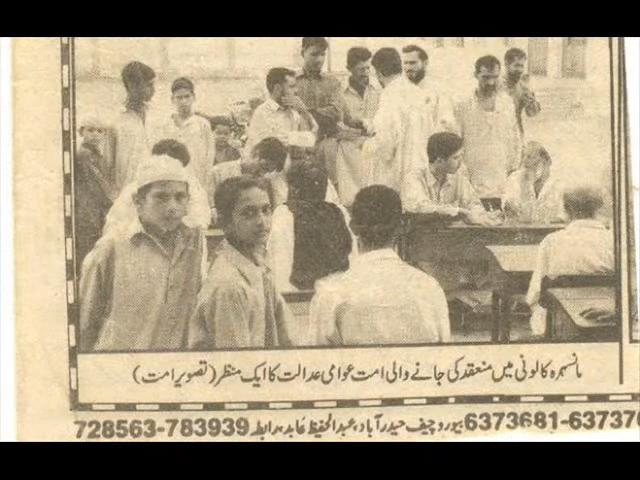 مانسہرہ کالونی میں منعقد کی جانے والی امت عوامی عدالت کا ایک منظر (تصویر امت)
6373681-63737 بیورو چیف حیدرآباد، عبدالحفیظ عابد رابطہ 783939-728563